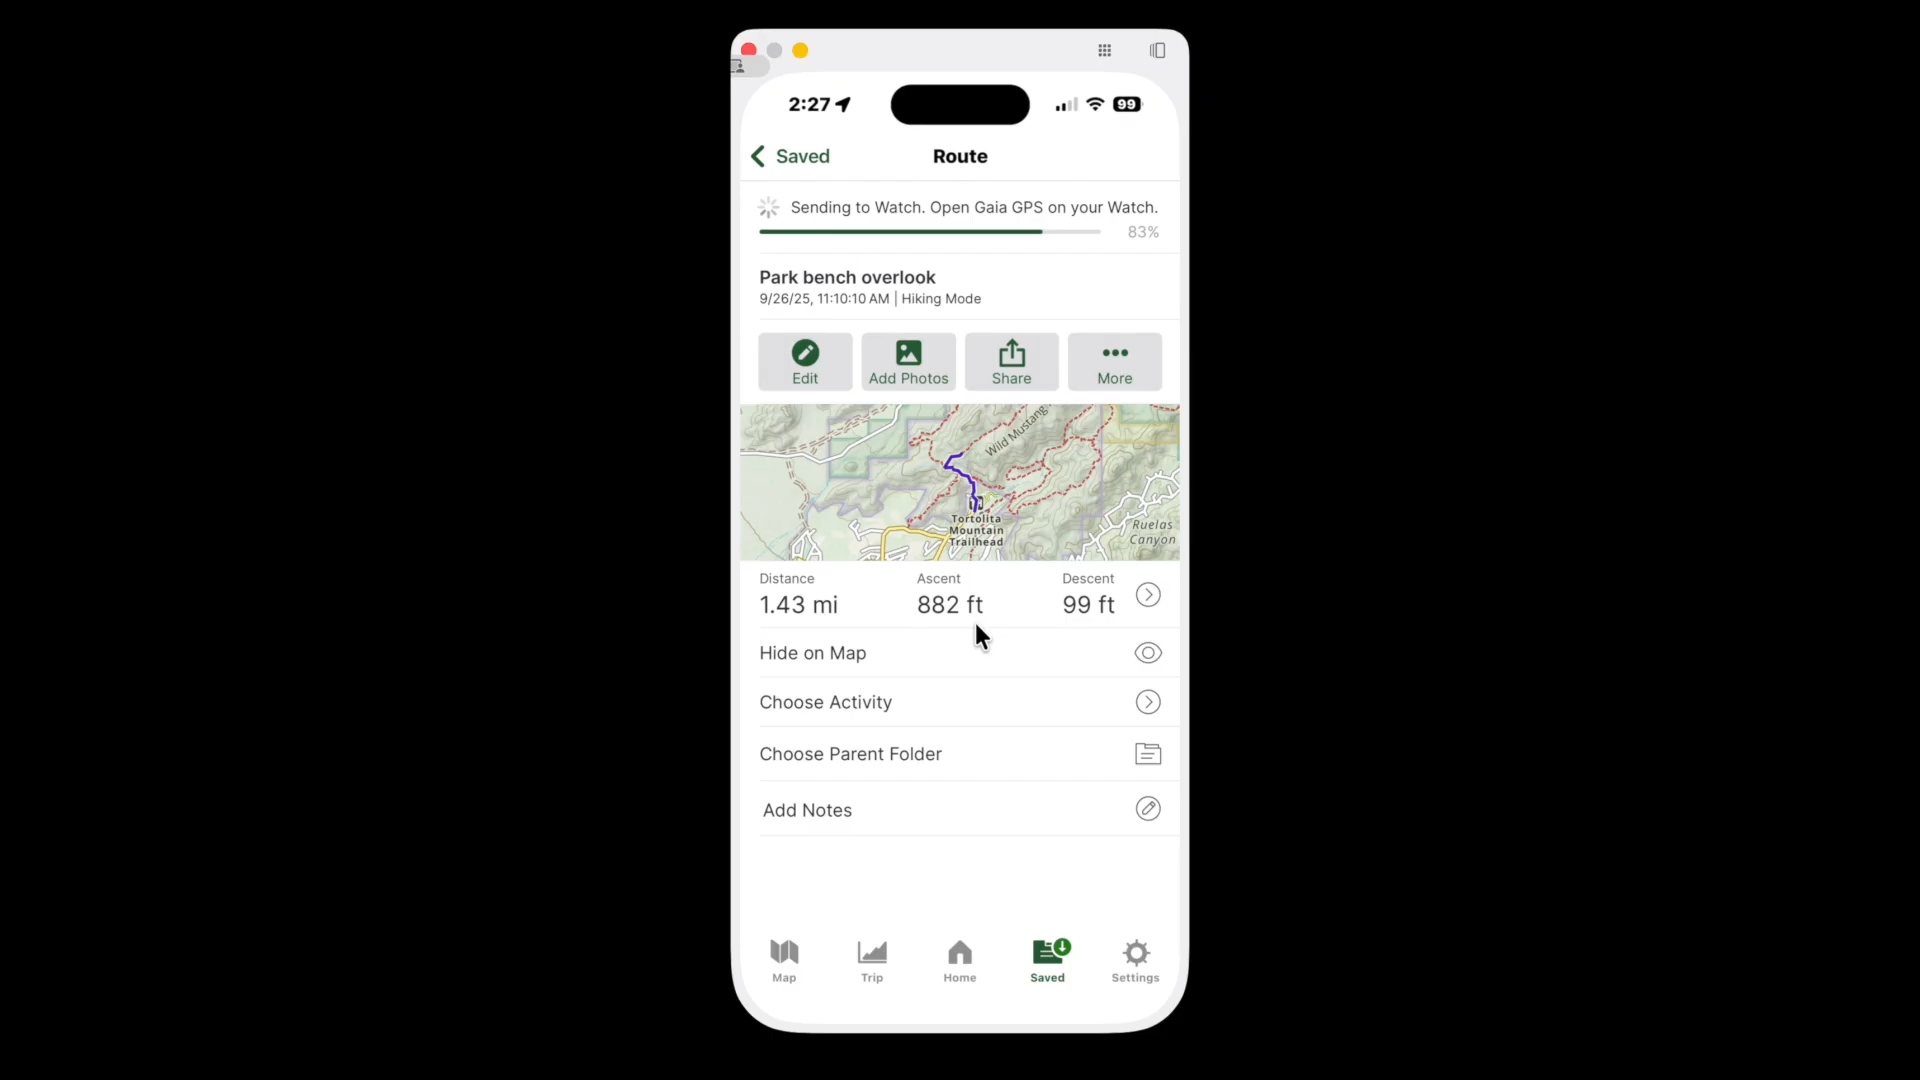 2:27
99
Saved
Route
Sending to Watch. Open Gaia GPS on your Watch.
83%
Park bench overlook
9/26/25, 11:10:10 AM | Hiking Mode
Edit
Add Photos
Share
More
Wild Mustang
Tortolita
Mountain
Trailhead
Ruelas
Canyon
Distance
Ascent
Descent
1.43 mi
882 ft
99 ft
Hide on Map
Choose Activity
Choose Parent Folder
Add Notes
Map
Trip
Home
Saved
Settings